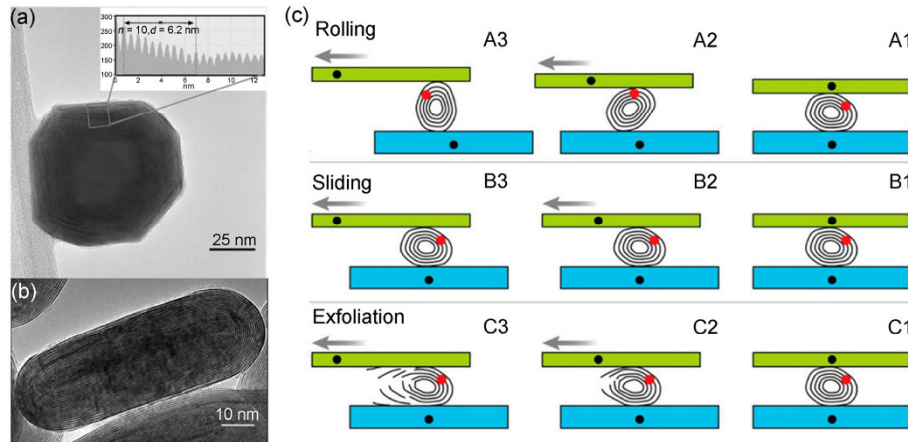 (a)
n = 10, d = 6.2 nm
300
250
200
150
100
0 2 4 6 8 10 12
nm
25 nm
(b)
10 nm
(c)
Rolling
A3 A2 A1
Sliding
B3 B2 B1
Exfoliation
C3 C2 C1